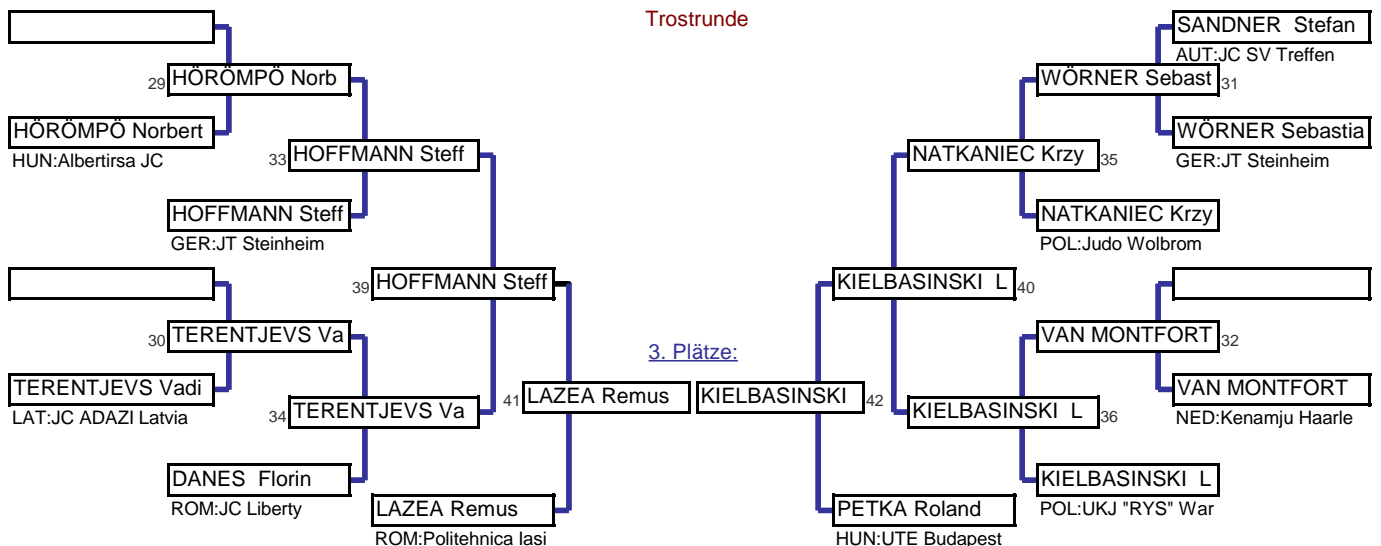 Trostrunde
29
HÖRÖMPÖ Norb
HÖRÖMPÖ Norbert
HUN:Albertirsa JC
33
HOFFMANN Steff
HOFFMANN Steff
GER:JT Steinheim
39
HOFFMANN Steff
30
TERENTJEVS Va
TERENTJEVS Vadi
LAT:JC ADAZI Latvia
34
TERENTJEVS Va
DANES Florin
ROM:JC Liberty
41
LAZEA Remus
LAZEA Remus
ROM:Politehnica Iasi
3. Plätze:
SANDNER Stefan
AUT:JC SV Treffen
WÖRNER Sebast
31
WÖRNER Sebastia
GER:JT Steinheim
NATKANIEC Krzy
35
NATKANIEC Krzy
POL:Judo Wolbrom
KIELBASINSKI L
40
VAN MONTFORT
32
VAN MONTFORT
NED:Kenamju Haarle
KIELBASINSKI
42
KIELBASINSKI L
36
KIELBASINSKI L
POL:UKJ "RYS" War
PETKA Roland
HUN:UTE Budapest